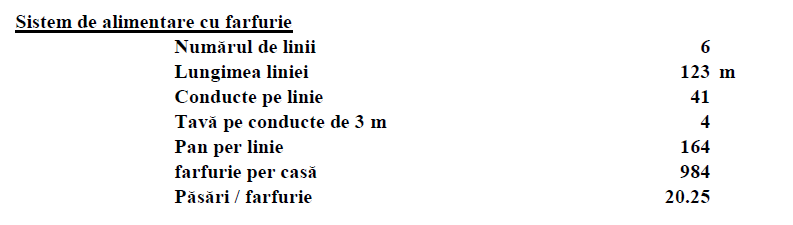 Sistem de alimentare cu farfurie
Numărul de linii 6
Lungimea liniei 123 m
Conducte pe linie 41
Tavă pe conducte de 3 m 4
Pan per linie 164
farfurie per casă 984
Păsări / farfurie 20.25